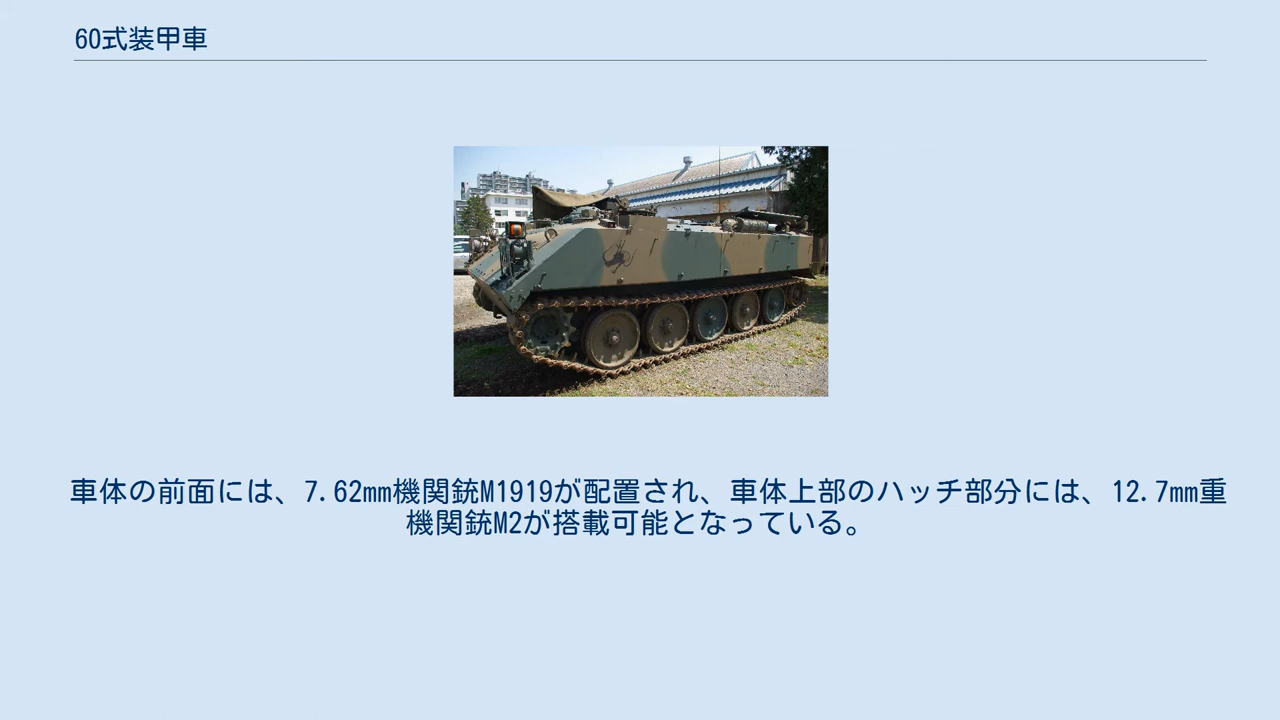 60式装甲車
車体の前面には、7.62mm機関銃M1919が配置され、車体上部のハッチ部分には、12.7mm重
機関銃M2が搭載可能となっている。